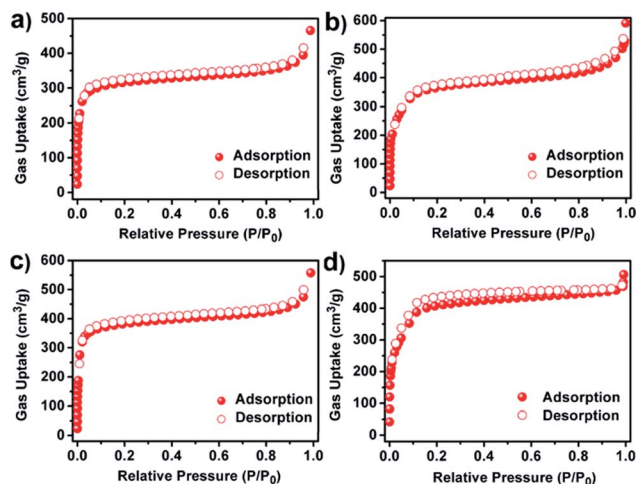 a)
500
400
300
200
100
0
Gas Uptake (cm³/g)
Adsorption
Desorption
0.0 0.2 0.4 0.6 0.8 1.0
Relative Pressure (P/P₀)
b)
600
500
400
300
200
100
0
Gas Uptake (cm³/g)
Adsorption
Desorption
0.0 0.2 0.4 0.6 0.8 1.0
Relative Pressure (P/P₀)
c)
600
500
400
300
200
100
0
Gas Uptake (cm³/g)
Adsorption
Desorption
0.0 0.2 0.4 0.6 0.8 1.0
Relative Pressure (P/P₀)
d)
500
400
300
200
100
0
Gas Uptake (cm³/g)
Adsorption
Desorption
0.0 0.2 0.4 0.6 0.8 1.0
Relative Pressure (P/P₀)